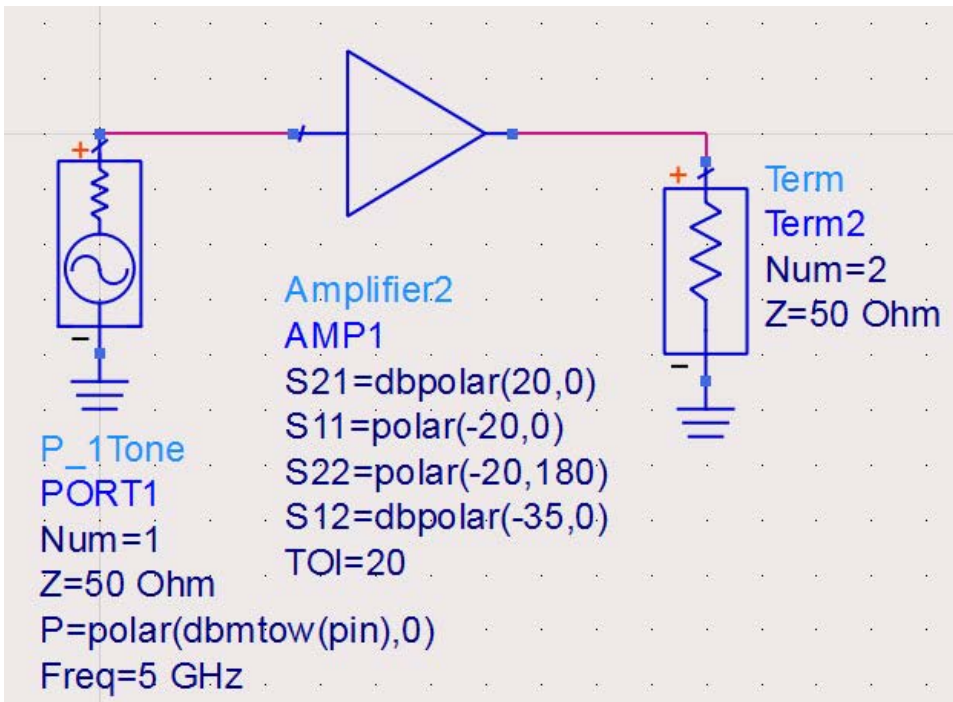 +
+
Term
Term2
Num=2
Z=50 Ohm
−
−
Amplifier2
AMP1
S21=dbpolar(20,0)
S11=polar(-20,0)
S22=polar(-20,180)
S12=dbpolar(-35,0)
TOI=20
P_1Tone
PORT1
Num=1
Z=50 Ohm
P=polar(dbmtow(pin),0)
Freq=5 GHz